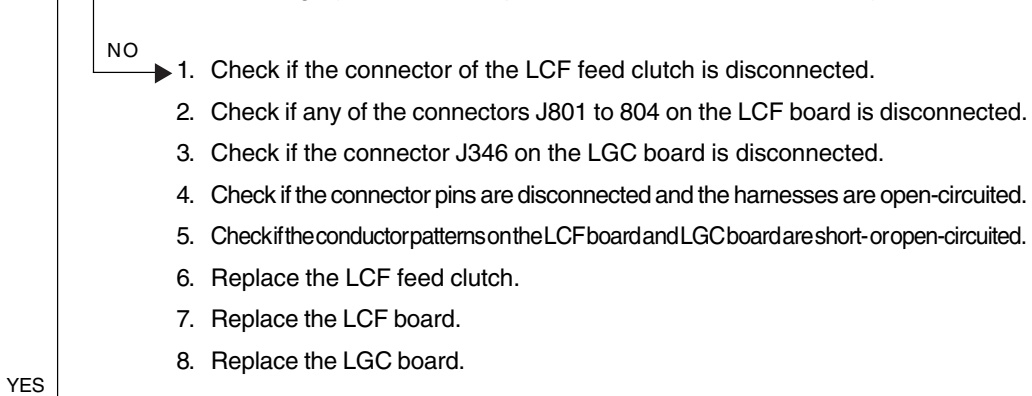 NO
1. Check if the connector of the LCF feed clutch is disconnected.
2. Check if any of the connectors J801 to 804 on the LCF board is disconnected.
3. Check if the connector J346 on the LGC board is disconnected.
4. Check if the connector pins are disconnected and the harnesses are open-circuited.
5. Check if the conductor patterns on the LCF board and LGC board are short- or open-circuited.
6. Replace the LCF feed clutch.
7. Replace the LCF board.
8. Replace the LGC board.
YES